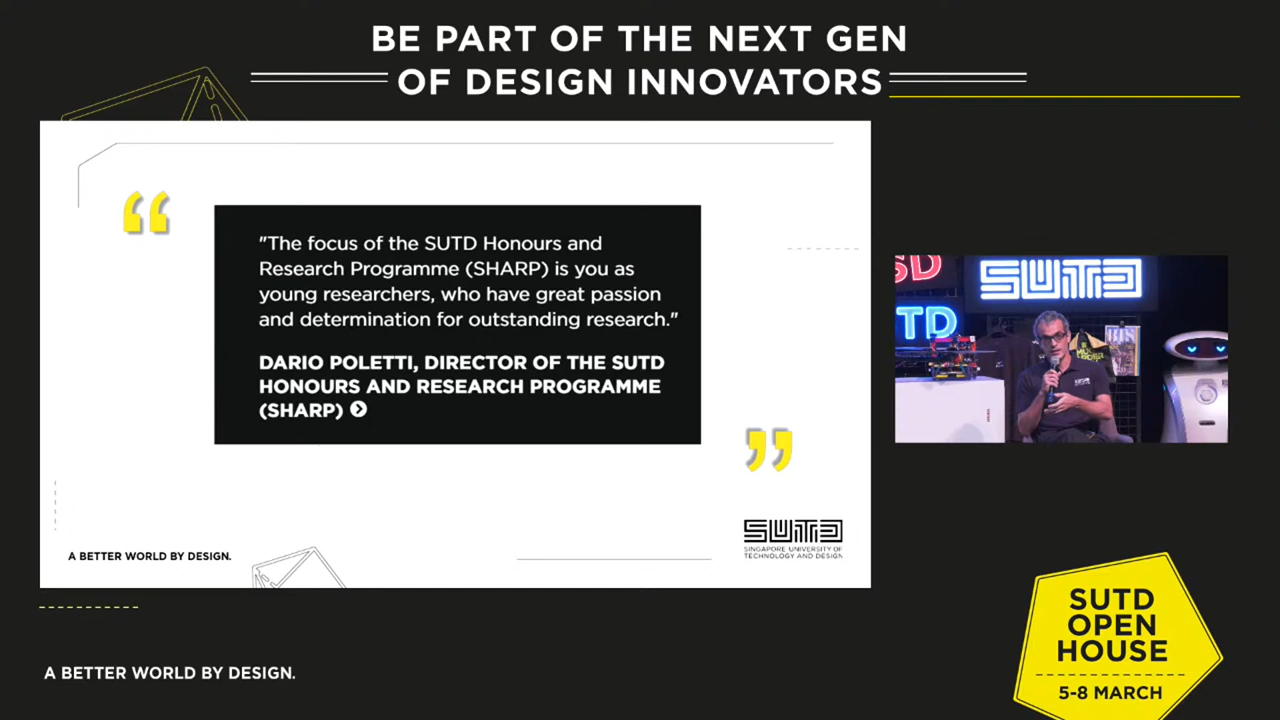 BE PART OF THE NEXT GEN
OF DESIGN INNOVATORS
"The focus of the SUTD Honours and
Research Programme (SHARP) is you as
young researchers, who have great passion
and determination for outstanding research."
DARIO POLETTI, DIRECTOR OF THE SUTD
HONOURS AND RESEARCH PROGRAMME
(SHARP)
SUTD
SINGAPORE UNIVERSITY OF
TECHNOLOGY AND DESIGN
A BETTER WORLD BY DESIGN.
SD
SUTD
TD
SUTD
OPEN
HOUSE
5-8 MARCH
A BETTER WORLD BY DESIGN.